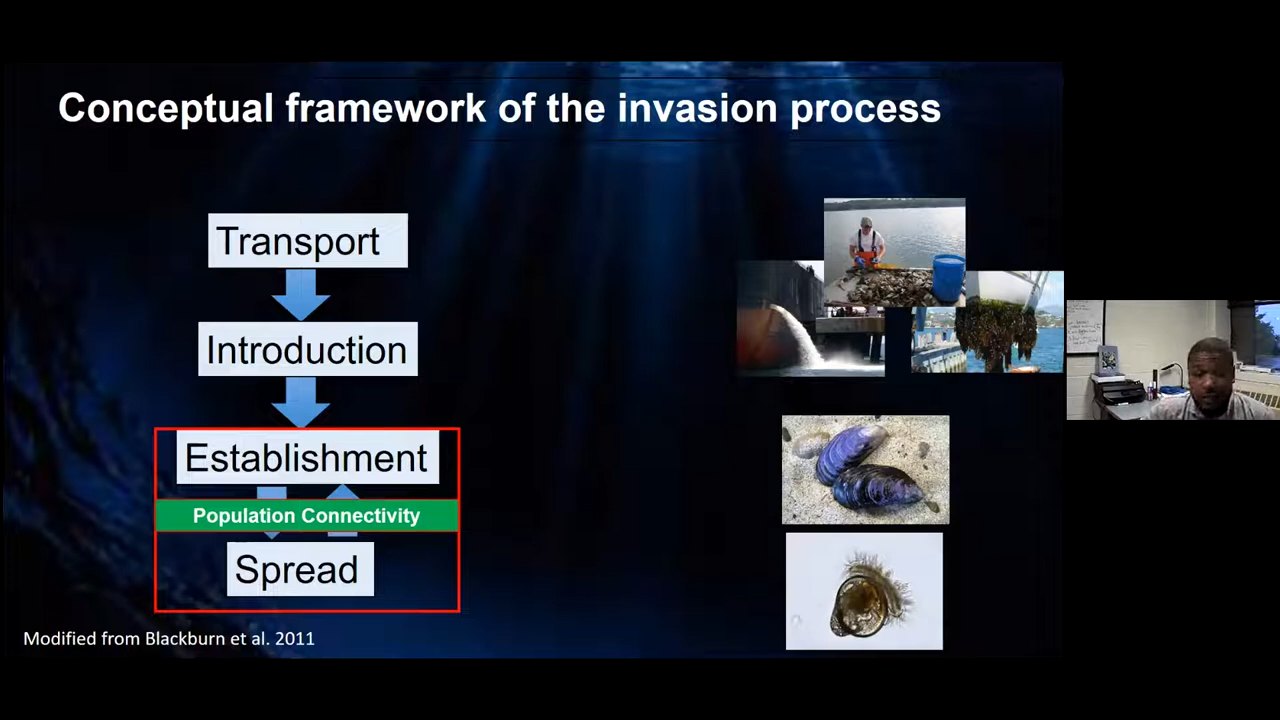 Conceptual framework of the invasion process
Transport
Introduction
Establishment
Population Connectivity
Spread
Modified from Blackburn et al. 2011